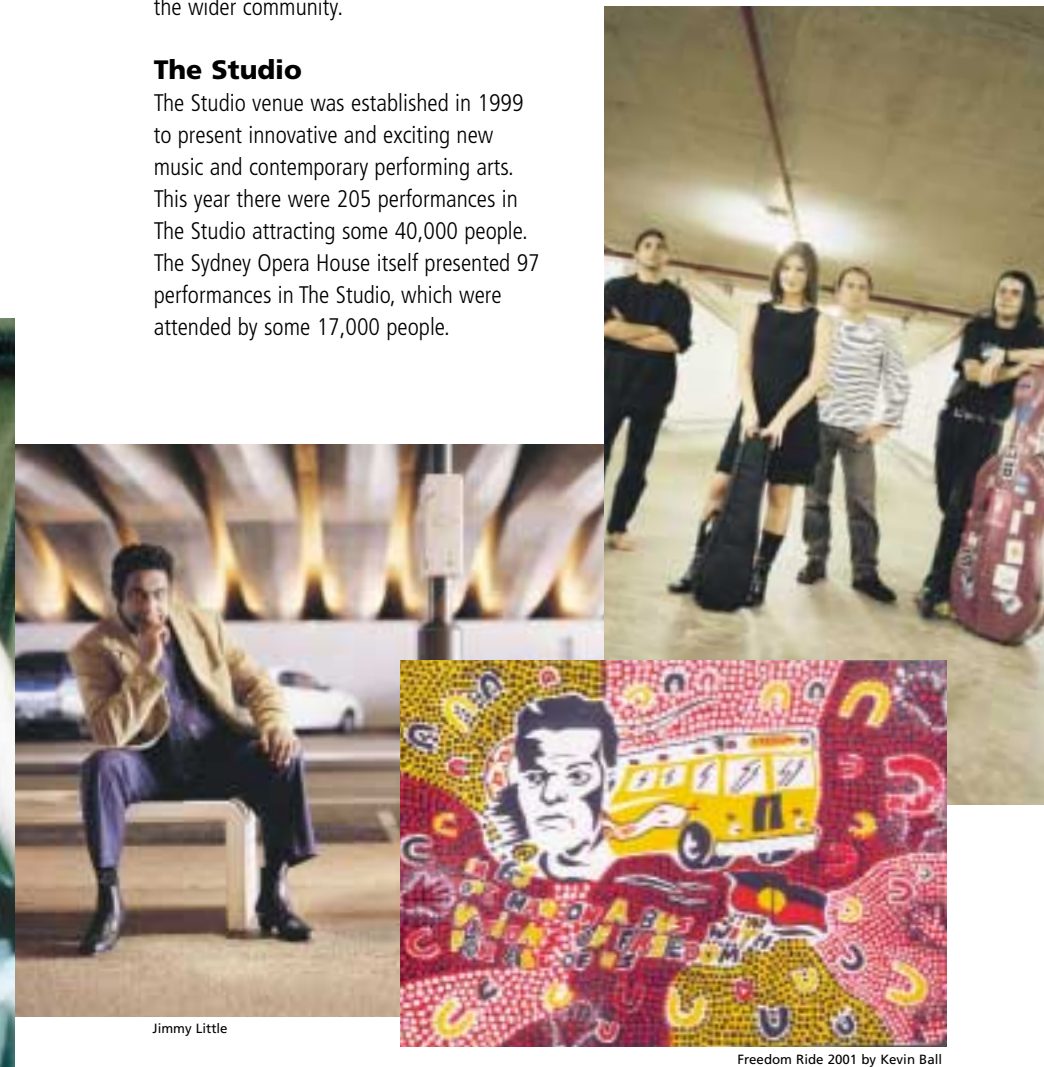 the wider community.
The Studio
The Studio venue was established in 1999
to present innovative and exciting new
music and contemporary performing arts.
This year there were 205 performances in
The Studio attracting some 40,000 people.
The Sydney Opera House itself presented 97
performances in The Studio, which were
attended by some 17,000 people.
Jimmy Little
Freedom Ride 2001 by Kevin Ball